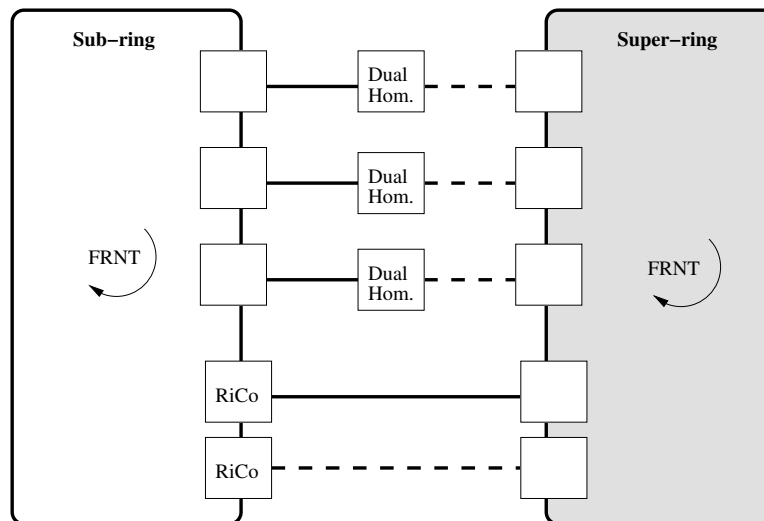 Sub-ring
Super-ring
Dual
Hom.
Dual
Hom.
Dual
Hom.
FRNT
FRNT
RiCo
RiCo